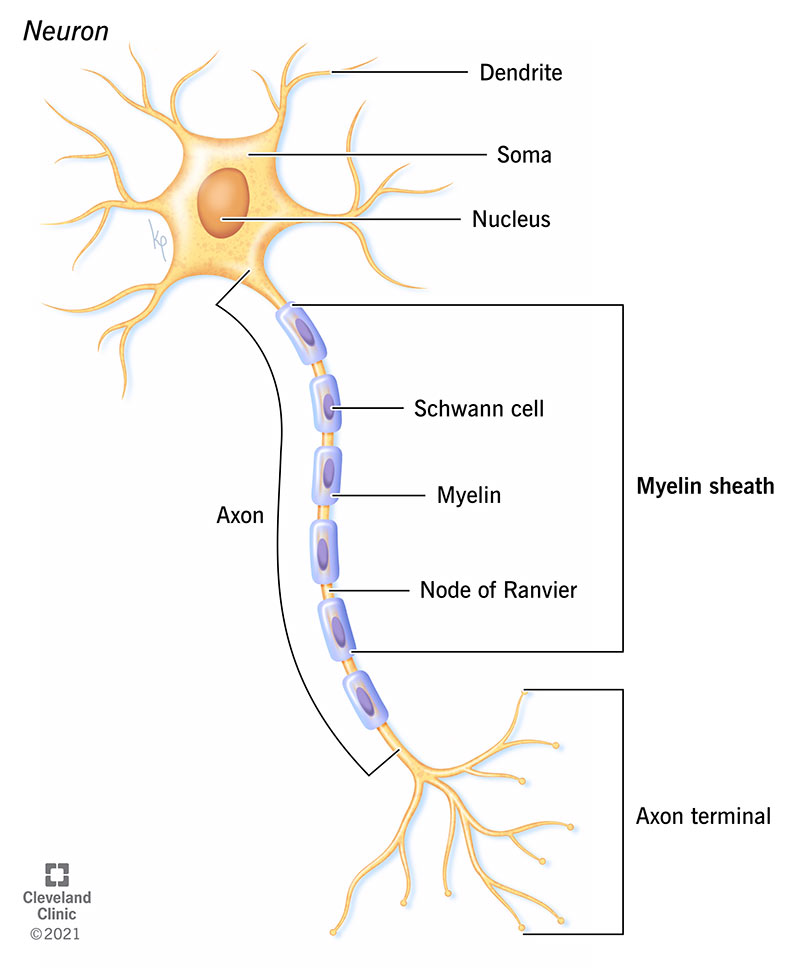 Neuron
Dendrite
Soma
Nucleus
Schwann cell
Myelin
Myelin sheath
Axon
Node of Ranvier
Axon terminal
Cleveland
Clinic
©2021